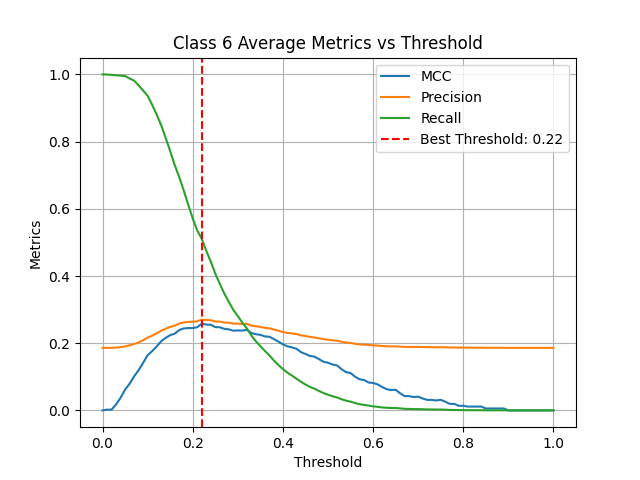 Class 6 Average Metrics vs Threshold
MCC
Precision
Recall
Best Threshold: 0.22
1.0
0.8
0.6
0.4
0.2
0.0
Metrics
0.0 0.2 0.4 0.6 0.8 1.0
Threshold